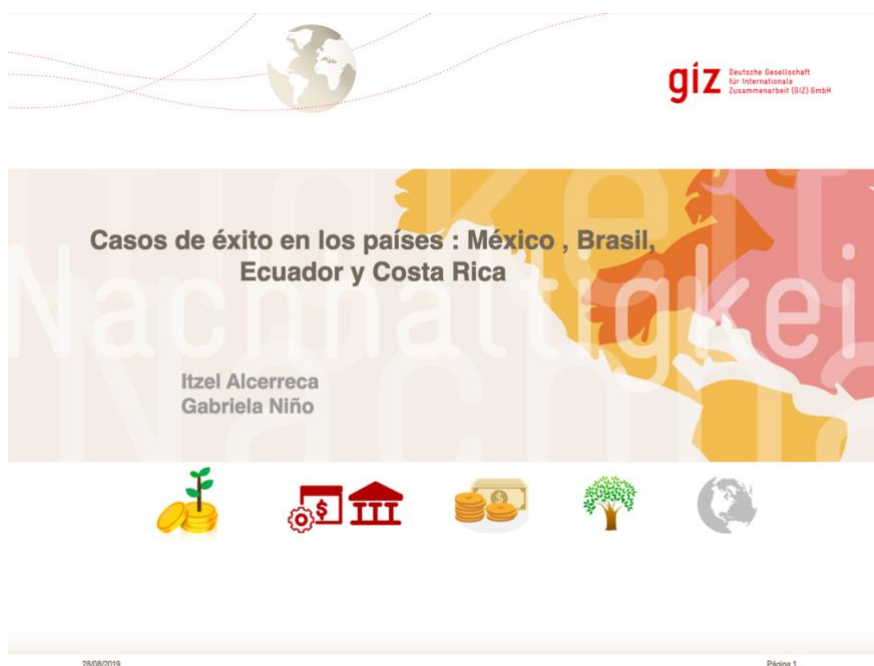 giz
Deutsche Gesellschaft
für Internationale
Zusammenarbeit (GIZ) GmbH
Casos de éxito en los países : México , Brasil,
Ecuador y Costa Rica
Nachhaltigkei
Itzel Alcerreca
Gabriela Niño
28/08/2019
Página 1